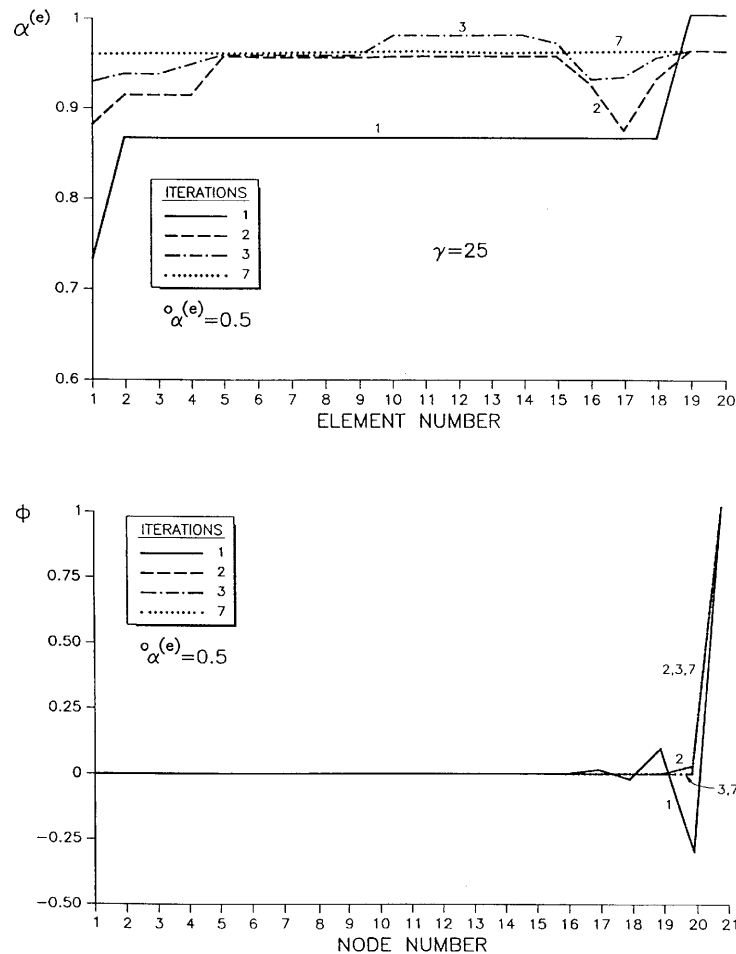 α(e)
1
0.9
0.8
0.7
0.6
3
7
2
1
ITERATIONS
1
2
3
7
γ=25
oα(e)=0.5
1 2 3 4 5 6 7 8 9 10 11 12 13 14 15 16 17 18 19 20
ELEMENT NUMBER
ϕ
1
0.75
0.50
0.25
0
-0.25
-0.50
ITERATIONS
1
2
3
7
oα(e)=0.5
2,3,7
2
3,7
1
1 2 3 4 5 6 7 8 9 10 11 12 13 14 15 16 17 18 19 20 21
NODE NUMBER